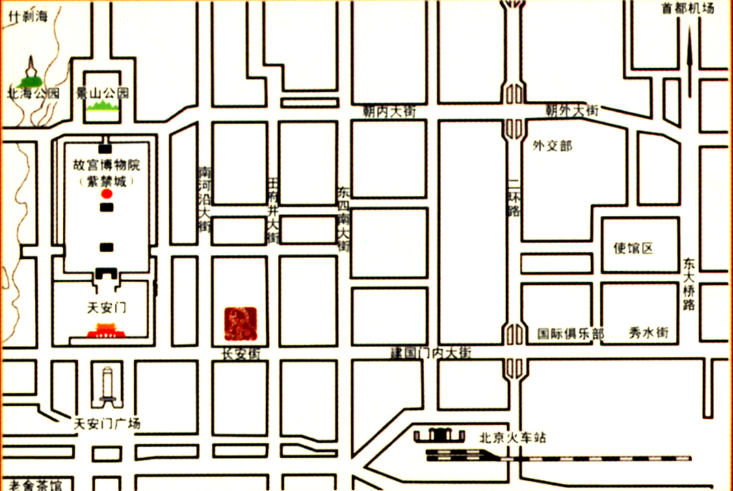 什刹海
首都机场
北海公园
景山公园
朝内大街
朝外大街
外交部
故宫博物院
（紫禁城）
南河沿大街
王府井大街
东四南大街
二环路
使馆区
东大桥路
天安门
国际俱乐部
秀水街
长安街
建国门内大街
天安门广场
北京火车站
老舍茶馆